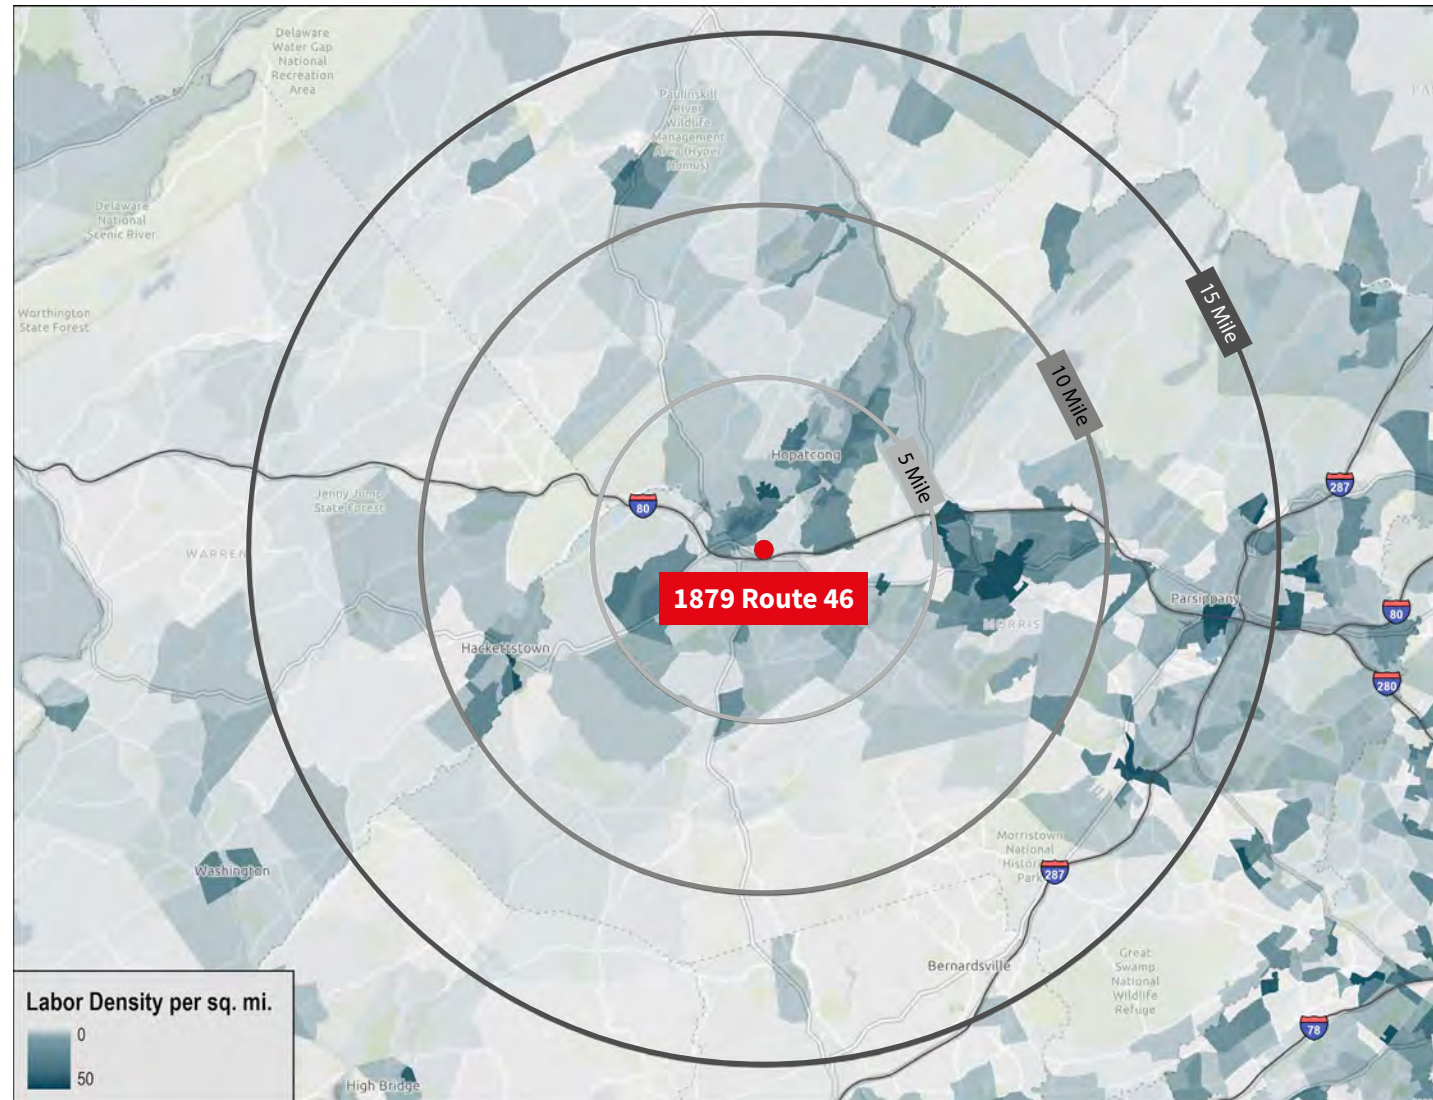 Delaware
Water Gap
National
Recreation
Area
Paulinskill
River
Wildlife
Management
Area (Hyper
Humus)
Delaware
National
Scenic River
Worthington
State Forest
15 Mile
10 Mile
5 Mile
Hopatcong
287
80
Jenny Jump
State Forest
WARREN
1879 Route 46
Parsippany
80
MORRIS
Hackettstown
280
Morristown
National
Park
287
Washington
Bernardsville
Great
Swamp
National
Wildlife
Refuge
78
Labor Density per sq. mi.
0
50
High Bridge